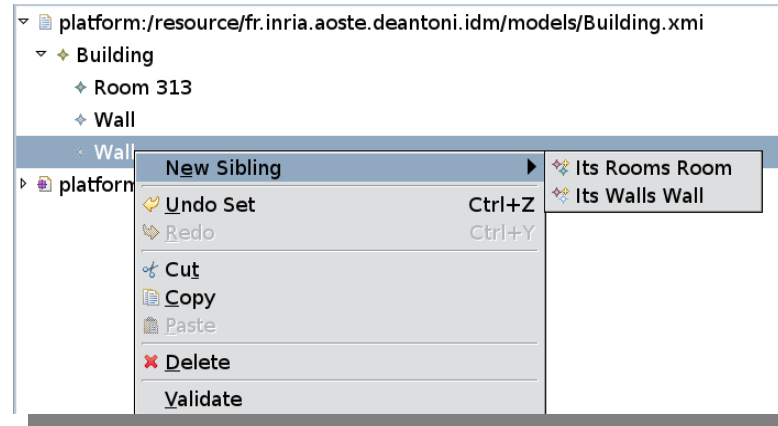 platform:/resource/fr.inria.aoste.deantoni.idm/models/Building.xmi
Building
Room 313
Wall
Wall
New Sibling
Its Rooms Room
platform
Its Walls Wall
Undo Set Ctrl+Z
Redo Ctrl+Y
Cut
Copy
Paste
Delete
Validate